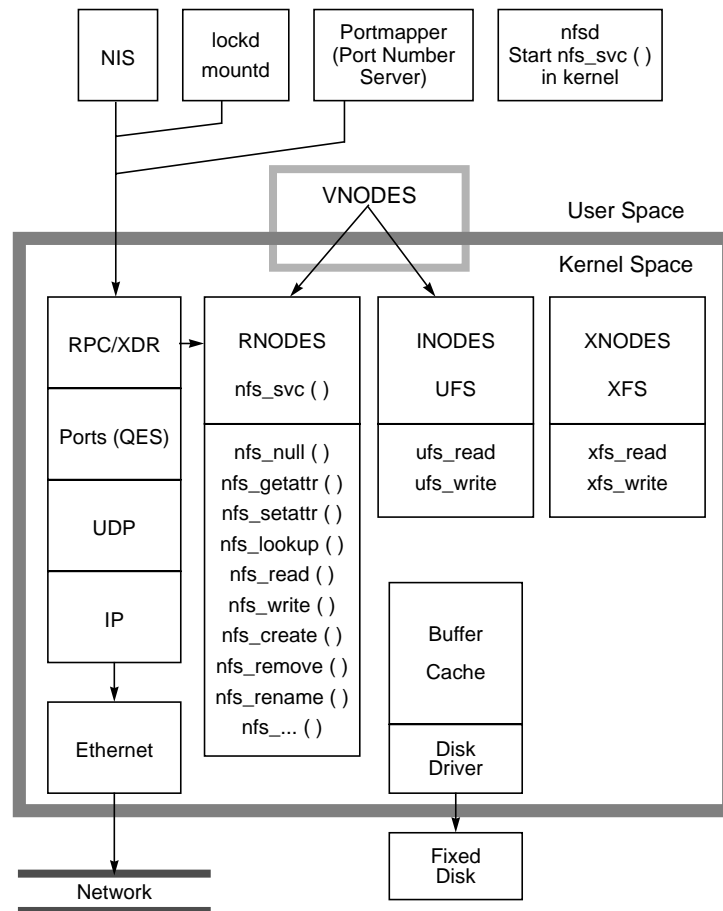 NIS
lockd
mountd
Portmapper
(Port Number
Server)
nfsd
Start nfs_svc ( )
in kernel
VNODES
User Space
Kernel Space
RPC/XDR
Ports (QES)
UDP
IP
Ethernet
Network
RNODES
nfs_svc ( )
nfs_null ( )
nfs_getattr ( )
nfs_setattr ( )
nfs_lookup ( )
nfs_read ( )
nfs_write ( )
nfs_create ( )
nfs_remove ( )
nfs_rename ( )
nfs_... ( )
INODES
UFS
ufs_read
ufs_write
XNODES
XFS
xfs_read
xfs_write
Buffer
Cache
Disk
Driver
Fixed
Disk